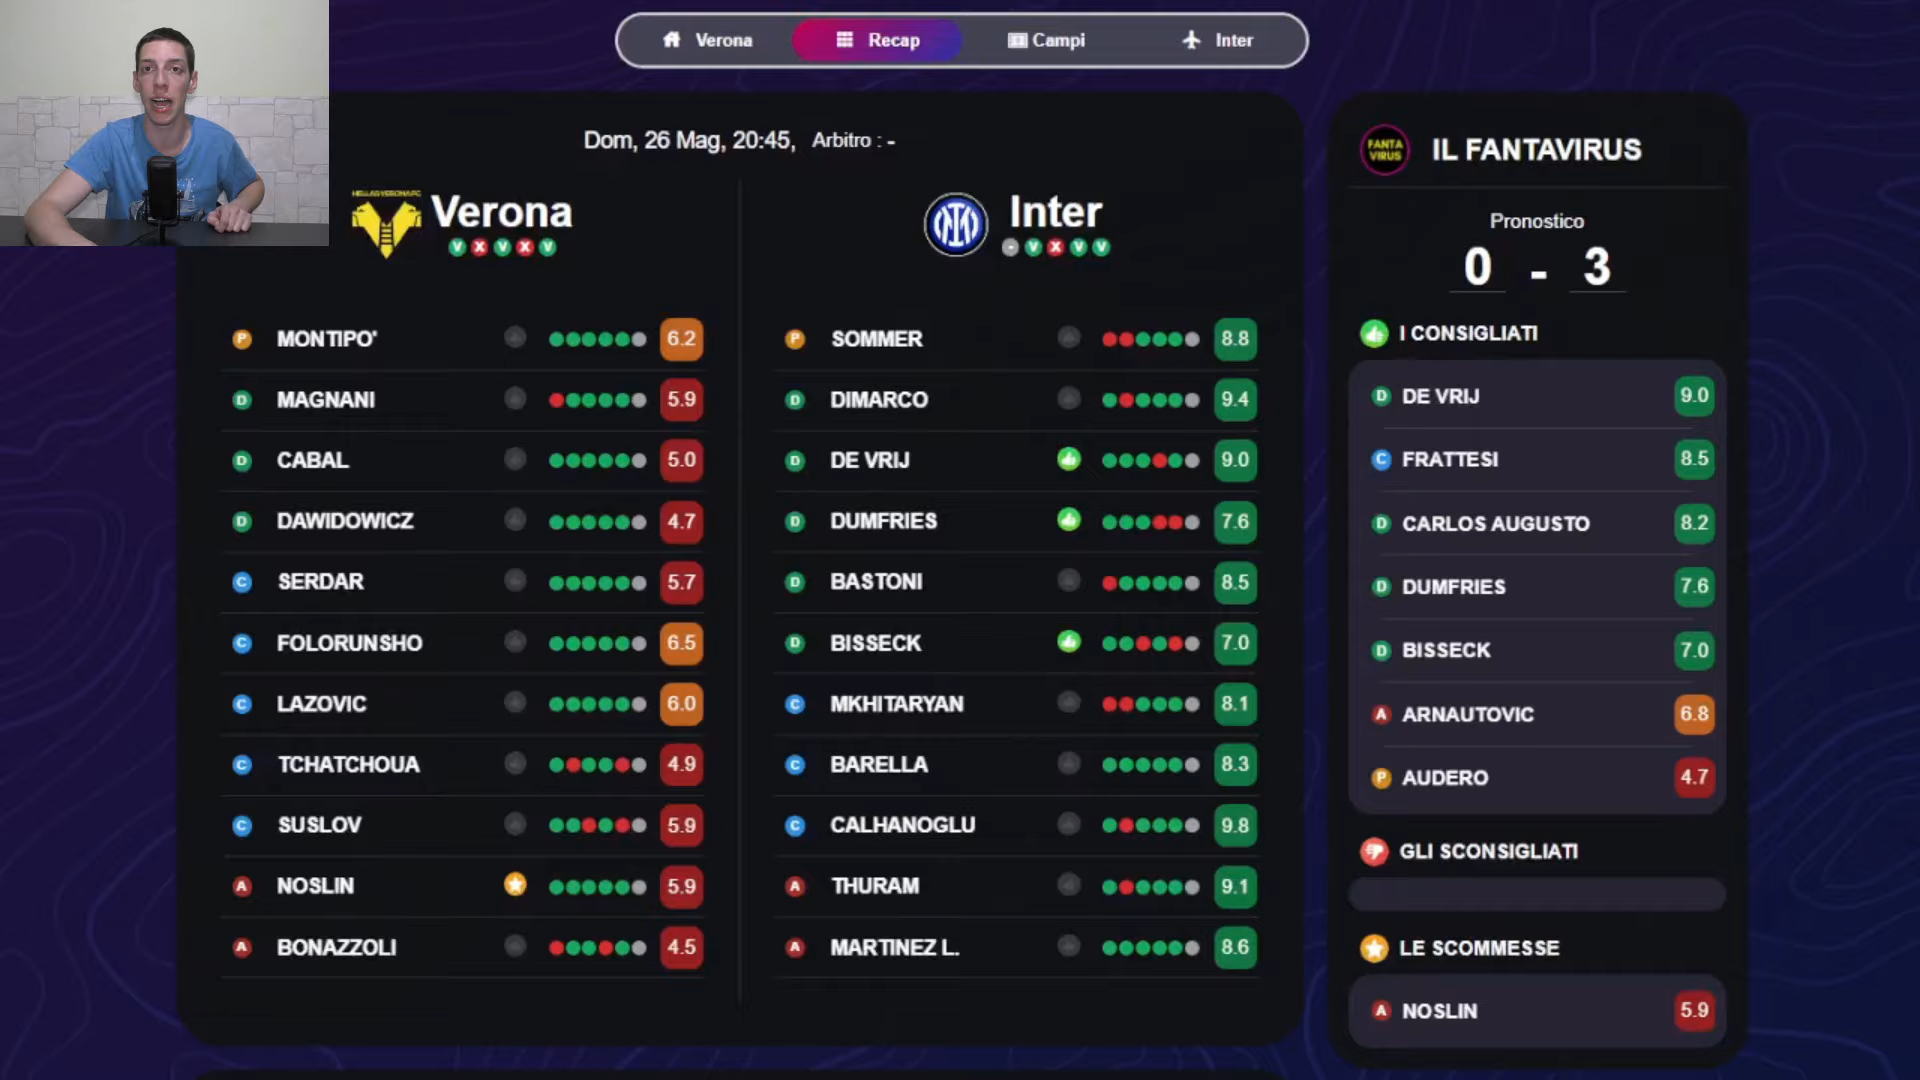 Verona
Recap
Campi
Inter
Dom, 26 Mag, 20:45, Arbitro : -
HELLAS VERONA FC
Verona
V X V X V
Inter
- V X V V
P MONTIPO' 6.2
D MAGNANI 5.9
D CABAL 5.0
D DAWIDOWICZ 4.7
C SERDAR 5.7
C FOLORUNSHO 6.5
C LAZOVIC 6.0
C TCHATCHOUA 4.9
C SUSLOV 5.9
A NOSLIN 5.9
A BONAZZOLI 4.5
P SOMMER 8.8
D DIMARCO 9.4
D DE VRIJ 9.0
D DUMFRIES 7.6
D BASTONI 8.5
D BISSECK 7.0
C MKHITARYAN 8.1
C BARELLA 8.3
C CALHANOGLU 9.8
A THURAM 9.1
A MARTINEZ L. 8.6
FANTA
VIRUS
IL FANTAVIRUS
Pronostico
0 - 3
I CONSIGLIATI
D DE VRIJ 9.0
C FRATTESI 8.5
D CARLOS AUGUSTO 8.2
D DUMFRIES 7.6
D BISSECK 7.0
A ARNAUTOVIC 6.8
P AUDERO 4.7
GLI SCONSIGLIATI
LE SCOMMESSE
A NOSLIN 5.9